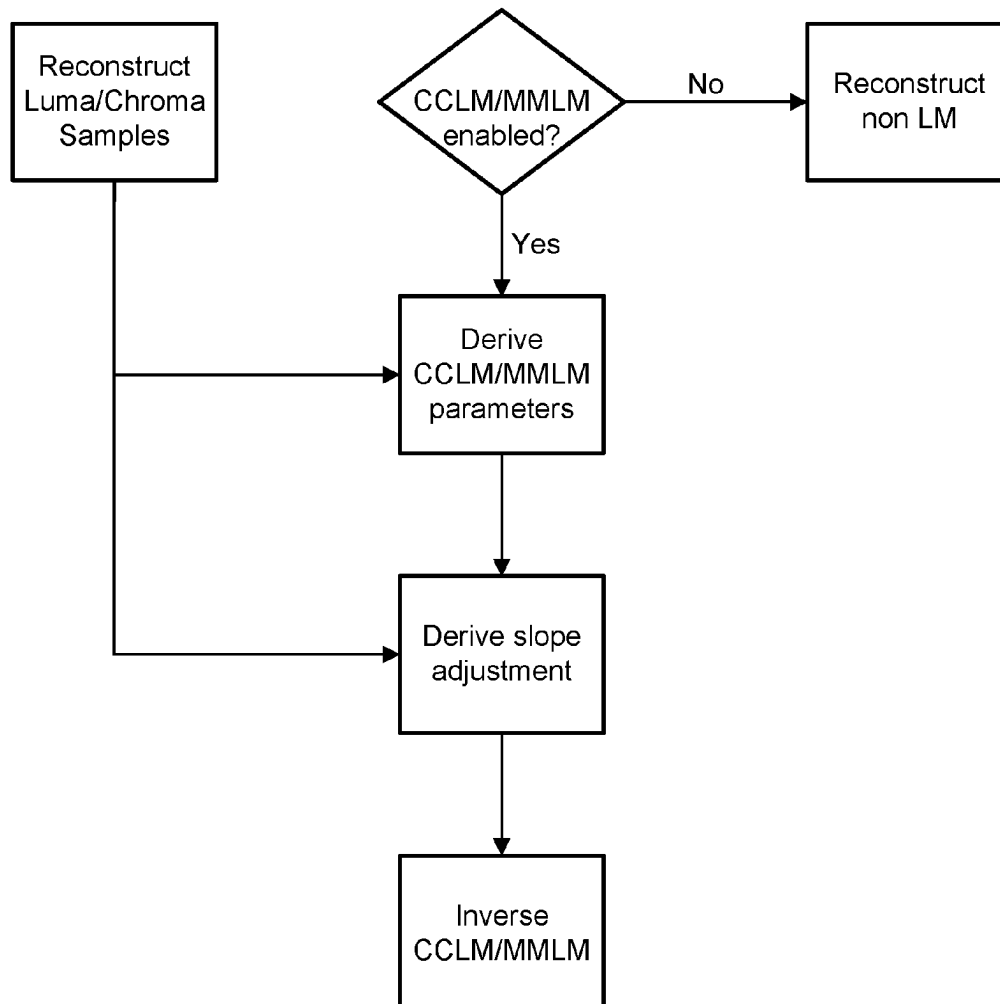 Reconstruct
Luma/Chroma
Samples
CCLM/MMLM
enabled?
No
Reconstruct
non LM
Yes
Derive
CCLM/MMLM
parameters
Derive slope
adjustment
Inverse
CCLM/MMLM